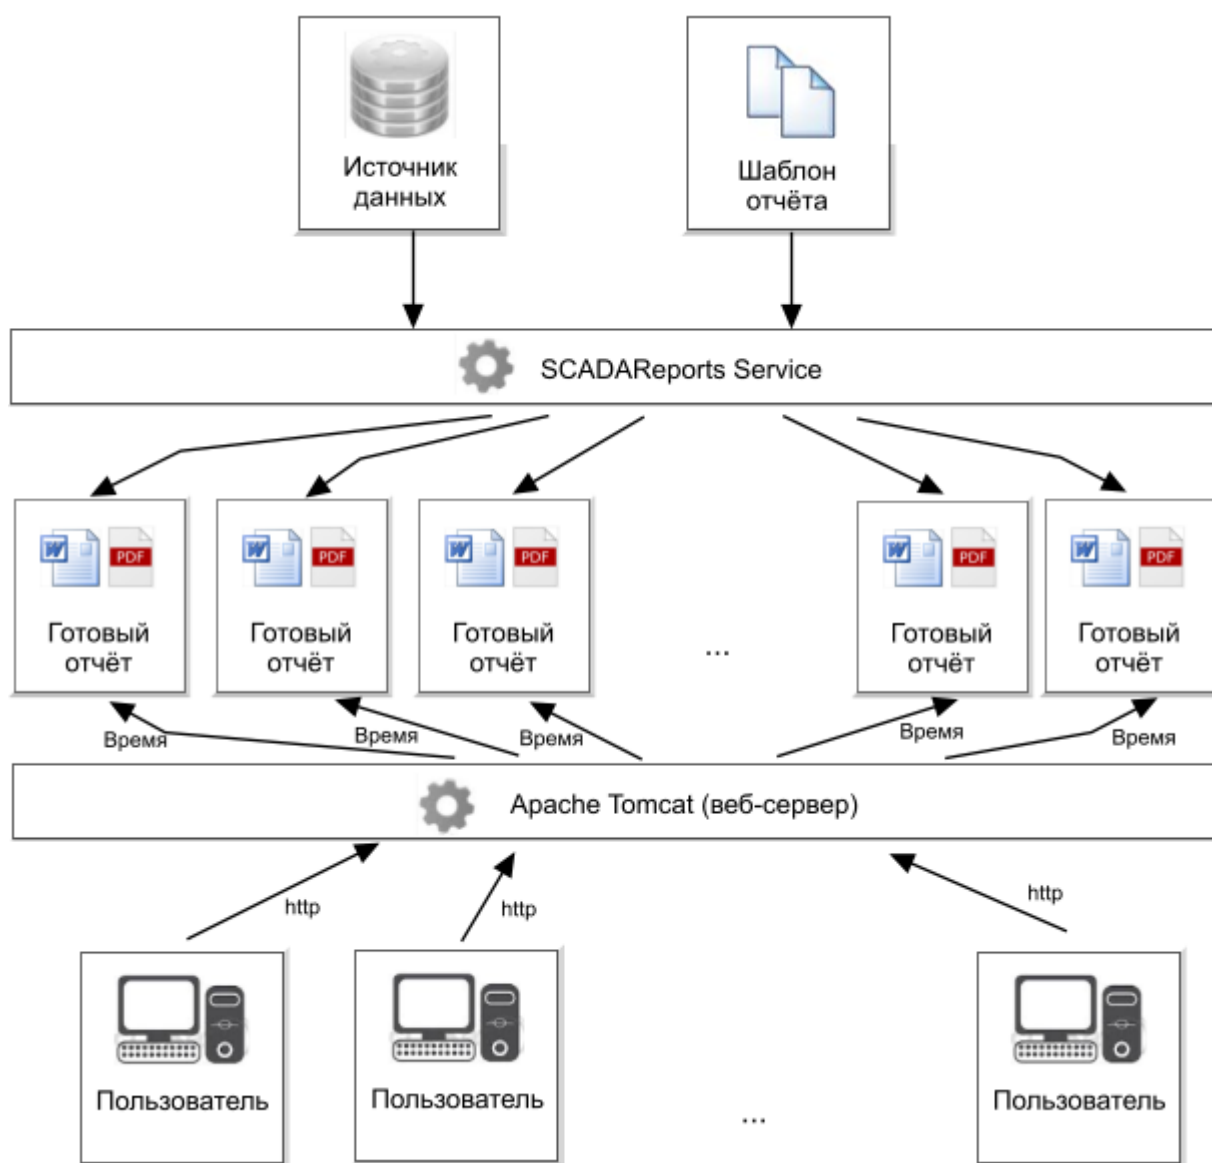 Источник
данных
Шаблон
отчёта
SCADAReports Service
W PDF
W PDF
W PDF
W PDF
W PDF
Готовый
отчёт
Готовый
отчёт
Готовый
отчёт
...
Готовый
отчёт
Готовый
отчёт
Время
Время
Время
Время
Время
Apache Tomcat (веб-сервер)
http
http
http
Пользователь
Пользователь
...
Пользователь